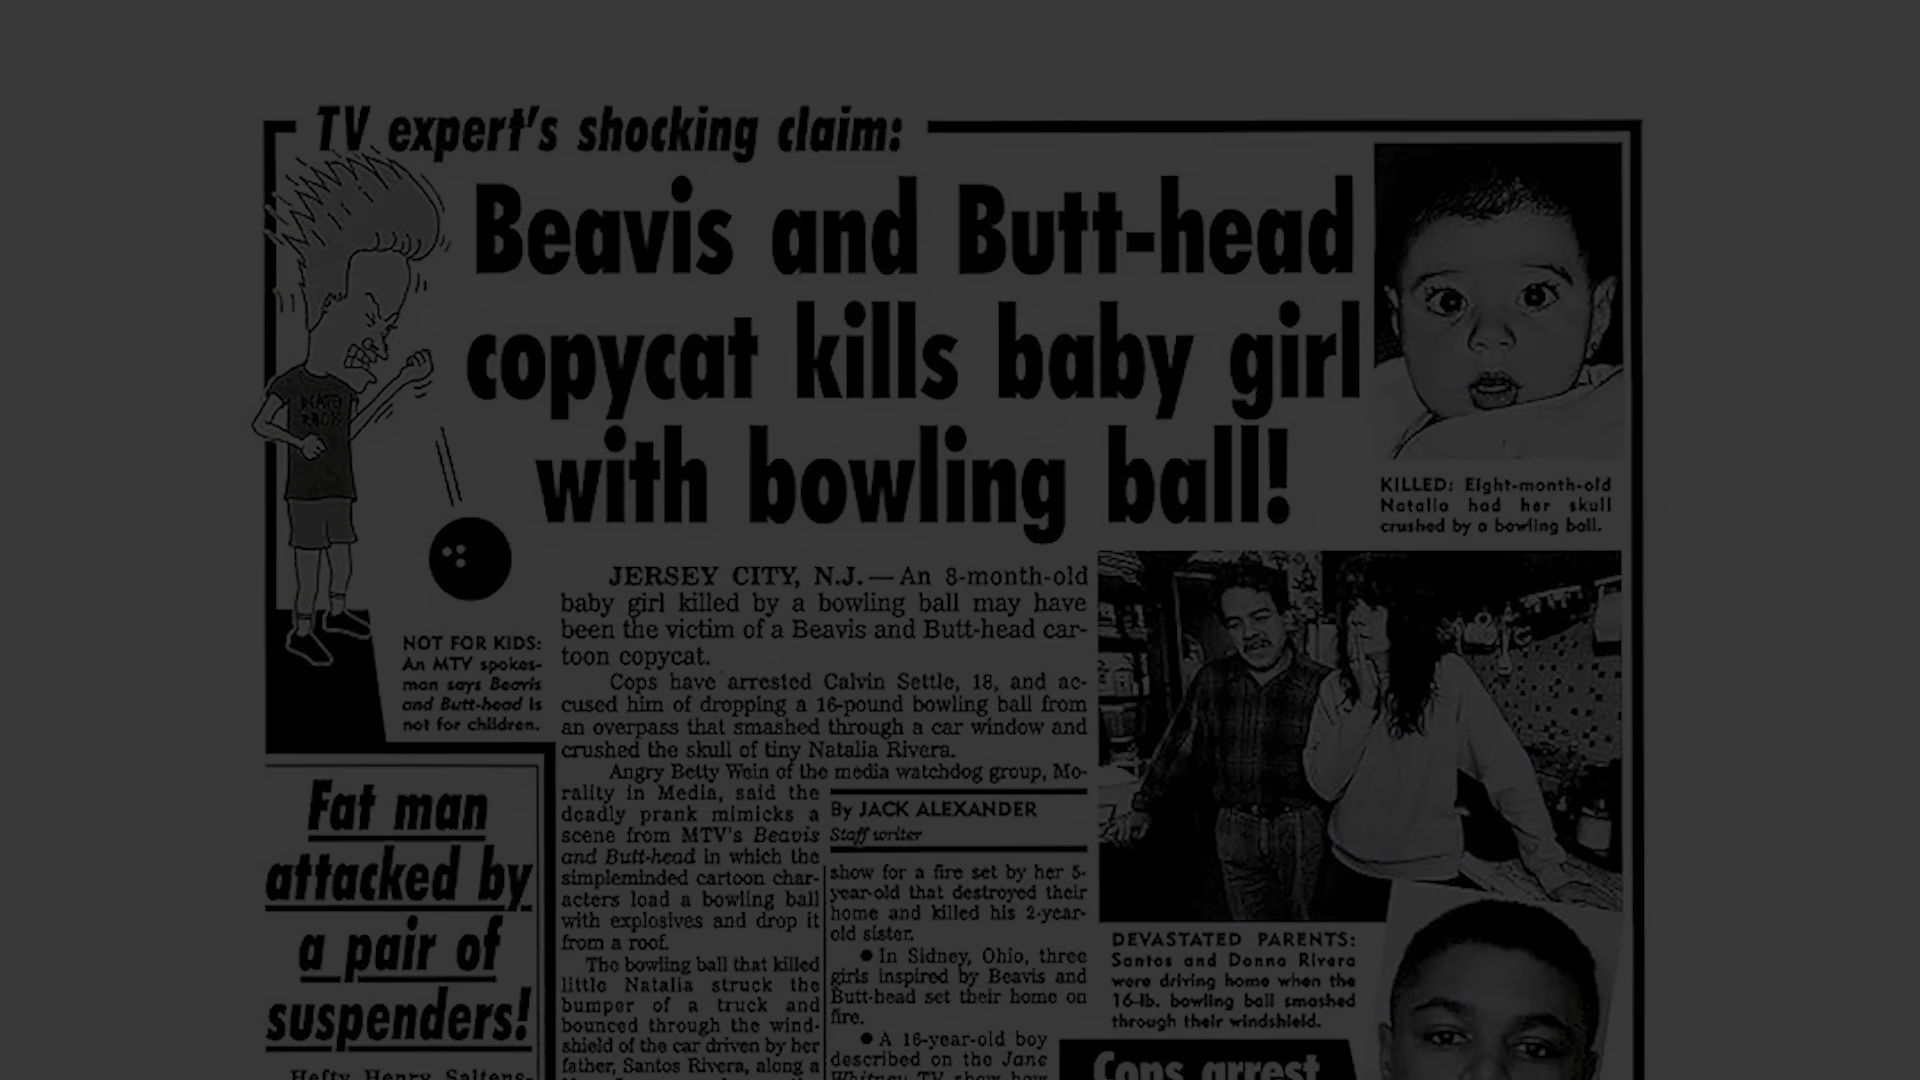 TV expert's shocking claim:
Beavis and Butt-head
copycat kills baby girl
with bowling ball!
KILLED: Eight-month-old
Natalia had her skull
crushed by a bowling ball.
NOT FOR KIDS:
An MTV spokes-
man says Beavis
and Butt-head is
not for children.
JERSEY CITY, N.J. — An 8-month-old
baby girl killed by a bowling ball may have
been the victim of a Beavis and Butt-head car-
toon copycat.
Cops have arrested Calvin Settle, 18, and ac-
cused him of dropping a 16-pound bowling ball from
an overpass that smashed through a car window and
crushed the skull of tiny Natalia Rivera.
Angry Betty Wein of the media watchdog group, Mo-
rality in Media, said the
deadly prank mimicks a
scene from MTV's Beavis
and Butt-head in which the
simpleminded cartoon char-
acters load a bowling ball
with explosives and drop it
from a roof.
The bowling ball that killed
little Natalia struck the
bumper of a truck and
bounced through the wind-
shield of the car driven by her
father, Santos Rivera, along a
By JACK ALEXANDER
Staff writer
show for a fire set by her 5-
year-old that destroyed their
home and killed his 2-year-
old sister.
● In Sidney, Ohio, three
girls inspired by Beavis and
Butt-head set their home on
fire.
● A 16-year-old boy
described on the Jane
Whitney TV show how
DEVASTATED PARENTS:
Santos and Donna Rivera
were driving home when the
16-lb. bowling ball smashed
through their windshield.
Cops arrest
Fat man
attacked by
a pair of
suspenders!
Hefty Henry Saltens-